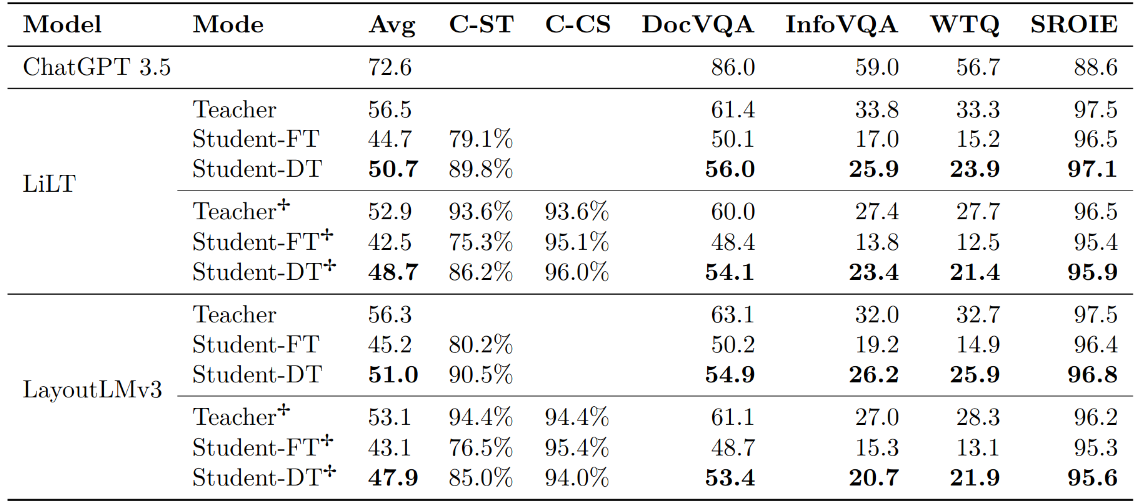 Model Mode Avg C-ST C-CS DocVQA InfoVQA WTQ SROIE
ChatGPT 3.5 72.6 86.0 59.0 56.7 88.6
LiLT
Teacher 56.5 61.4 33.8 33.3 97.5
Student-FT 44.7 79.1% 50.1 17.0 15.2 96.5
Student-DT 50.7 89.8% 56.0 25.9 23.9 97.1
Teacher✢ 52.9 93.6% 93.6% 60.0 27.4 27.7 96.5
Student-FT✢ 42.5 75.3% 95.1% 48.4 13.8 12.5 95.4
Student-DT✢ 48.7 86.2% 96.0% 54.1 23.4 21.4 95.9
LayoutLMv3
Teacher 56.3 63.1 32.0 32.7 97.5
Student-FT 45.2 80.2% 50.2 19.2 14.9 96.4
Student-DT 51.0 90.5% 54.9 26.2 25.9 96.8
Teacher✢ 53.1 94.4% 94.4% 61.1 27.0 28.3 96.2
Student-FT✢ 43.1 76.5% 95.4% 48.7 15.3 13.1 95.3
Student-DT✢ 47.9 85.0% 94.0% 53.4 20.7 21.9 95.6